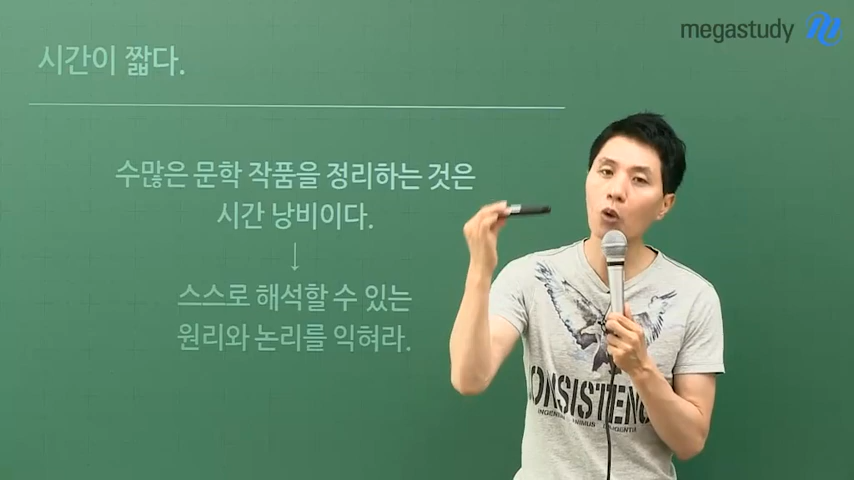 megastudy
시간이 짧다.
수많은 문학 작품을 정리하는 것은
시간 낭비이다.
스스로 해석할 수 있는
원리와 논리를 익혀라.
CONSISTENC